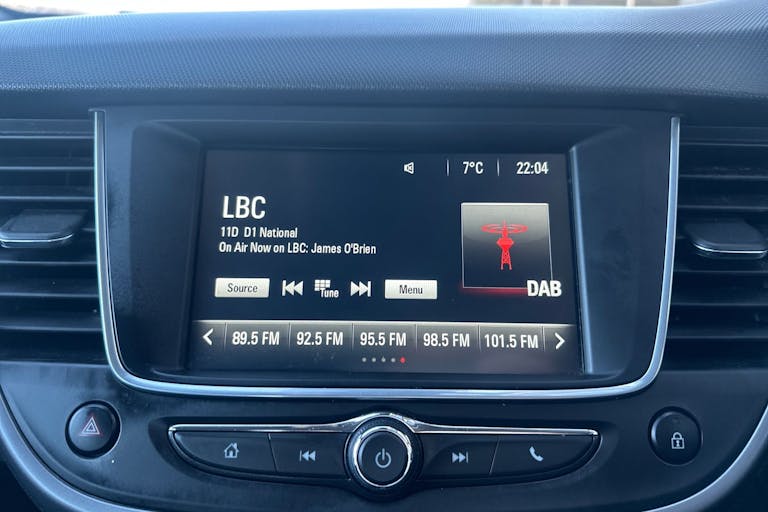 7°C 22:04
LBC
11D D1 National
On Air Now on LBC: James O'Brien
DAB
Source Tune Menu
89.5 FM 92.5 FM 95.5 FM 98.5 FM 101.5 FM